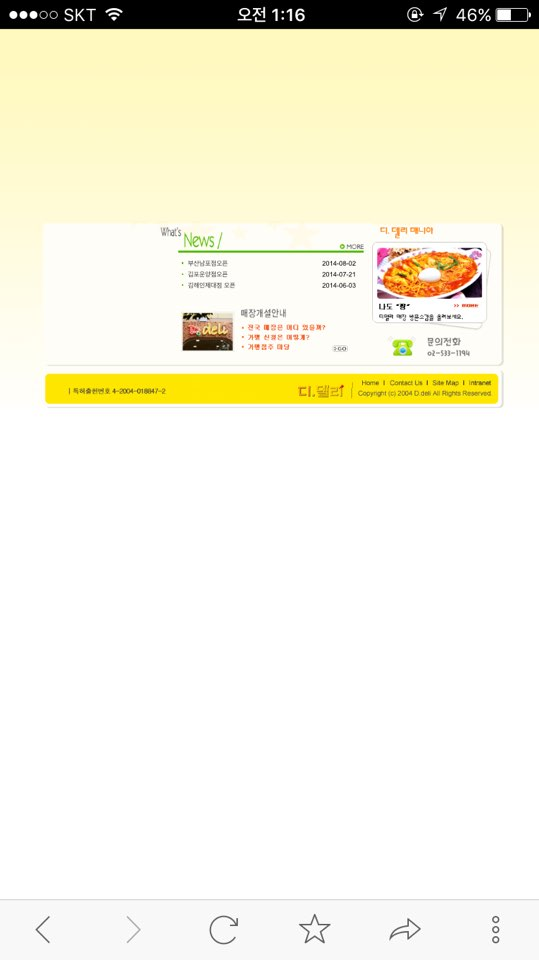 SKT 오전 1:16 46%
What's News /
MORE
부산남포점오픈 2014-08-02
김포운양점오픈 2014-07-21
김해인제대점 오픈 2014-06-03
디. 델리 매니아
나도 "짱" >> MORE
디델리 매장 방문소감을 올려보세요.
매장개설안내
전국 매장은 어디 있을까?
가맹 신청은 어떻게?
가맹점주 마당
GO
D.deli
문의전화
02-533-1194
| 특허출원번호 4-2004-018847-2
디.델리
Home | Contact Us | Site Map | Intranet
Copyright (c) 2004 D.deli All Rights Reserved